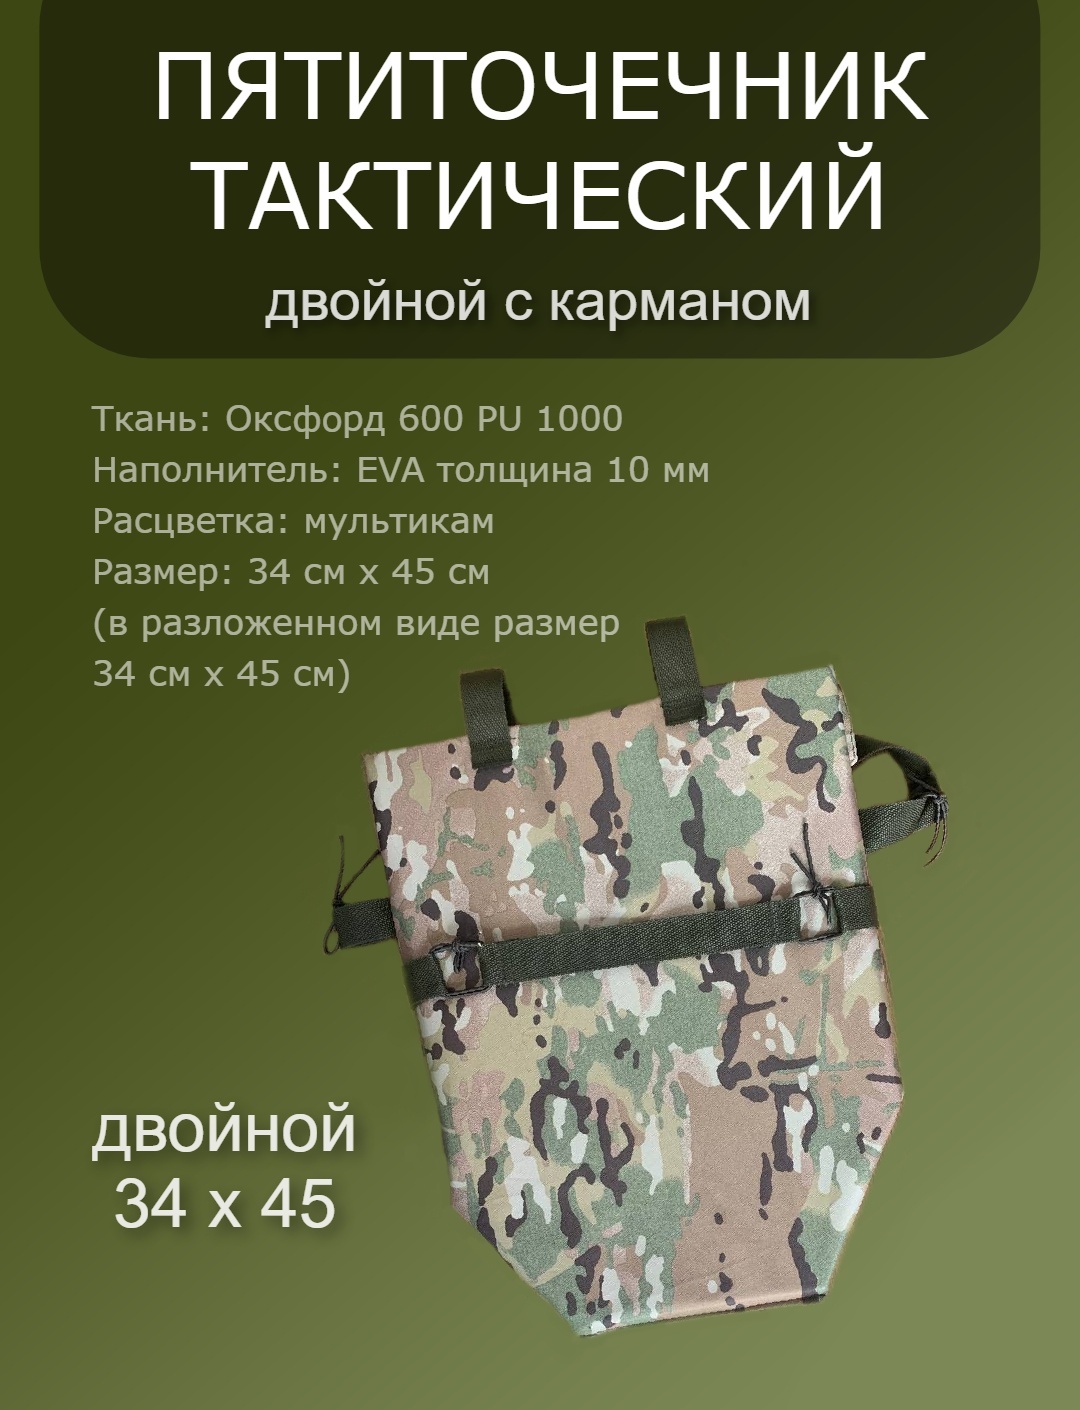 ПЯТИТОЧЕЧНИК
ТАКТИЧЕСКИЙ
двойной с карманом
Ткань: Оксфорд 600 PU 1000
Наполнитель: EVA толщина 10 мм
Расцветка: мультикам
Размер: 34 см x 45 см
(в разложенном виде размер
34 см x 45 см)
двойной
34 x 45